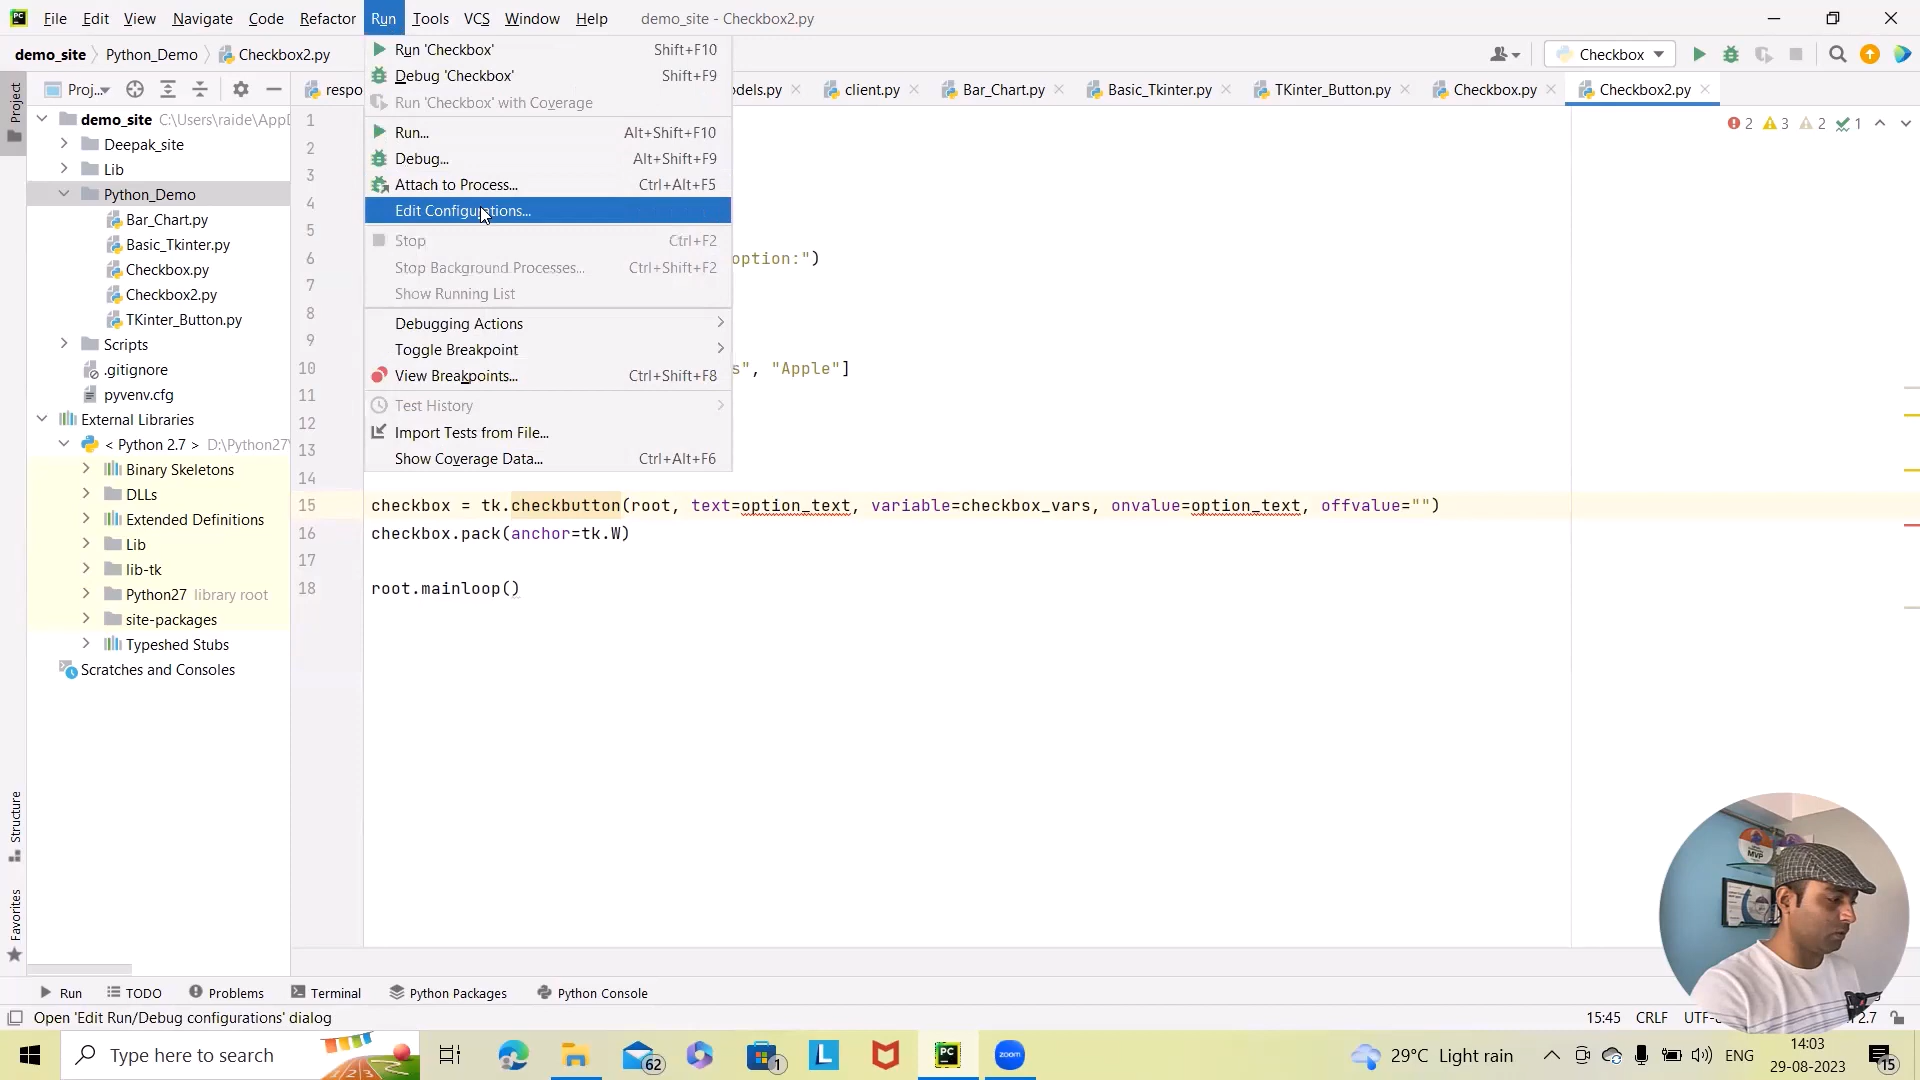 PC File Edit View Navigate Code Refactor Run Tools VCS Window Help demo_site - Checkbox2.py
demo_site Python_Demo Checkbox2.py
Checkbox
Proj...
respo
dels.py client.py Bar_Chart.py Basic_Tkinter.py TKinter_Button.py Checkbox.py Checkbox2.py
2 3 2 1
Project
demo_site C:\Users\raide\AppD
Deepak_site
Lib
Python_Demo
Bar_Chart.py
Basic_Tkinter.py
Checkbox.py
Checkbox2.py
TKinter_Button.py
Scripts
.gitignore
pyvenv.cfg
External Libraries
< Python 2.7 > D:\Python27\
Binary Skeletons
DLLs
Extended Definitions
Lib
lib-tk
Python27 library root
site-packages
Typeshed Stubs
Scratches and Consoles
Run 'Checkbox' Shift+F10
Debug 'Checkbox' Shift+F9
Run 'Checkbox' with Coverage
Run... Alt+Shift+F10
Debug... Alt+Shift+F9
Attach to Process... Ctrl+Alt+F5
Edit Configurations...
Stop Ctrl+F2
Stop Background Processes... Ctrl+Shift+F2
Show Running List
Debugging Actions
Toggle Breakpoint
View Breakpoints... Ctrl+Shift+F8
Test History
Import Tests from File...
Show Coverage Data... Ctrl+Alt+F6
1
2
3
4
5
6 option:")
7
8
9
10 s", "Apple"]
11
12
13
14
15 checkbox = tk.checkbutton(root, text=option_text, variable=checkbox_vars, onvalue=option_text, offvalue="")
16 checkbox.pack(anchor=tk.W)
17
18 root.mainloop()
Structure
Favorites
MVP
Run TODO Problems Terminal Python Packages Python Console
Open 'Edit Run/Debug configurations' dialog
15:45 CRLF UTF- 2.7
Type here to search
62
1
L
PC
zoom
29°C Light rain
ENG
14:03
29-08-2023
15